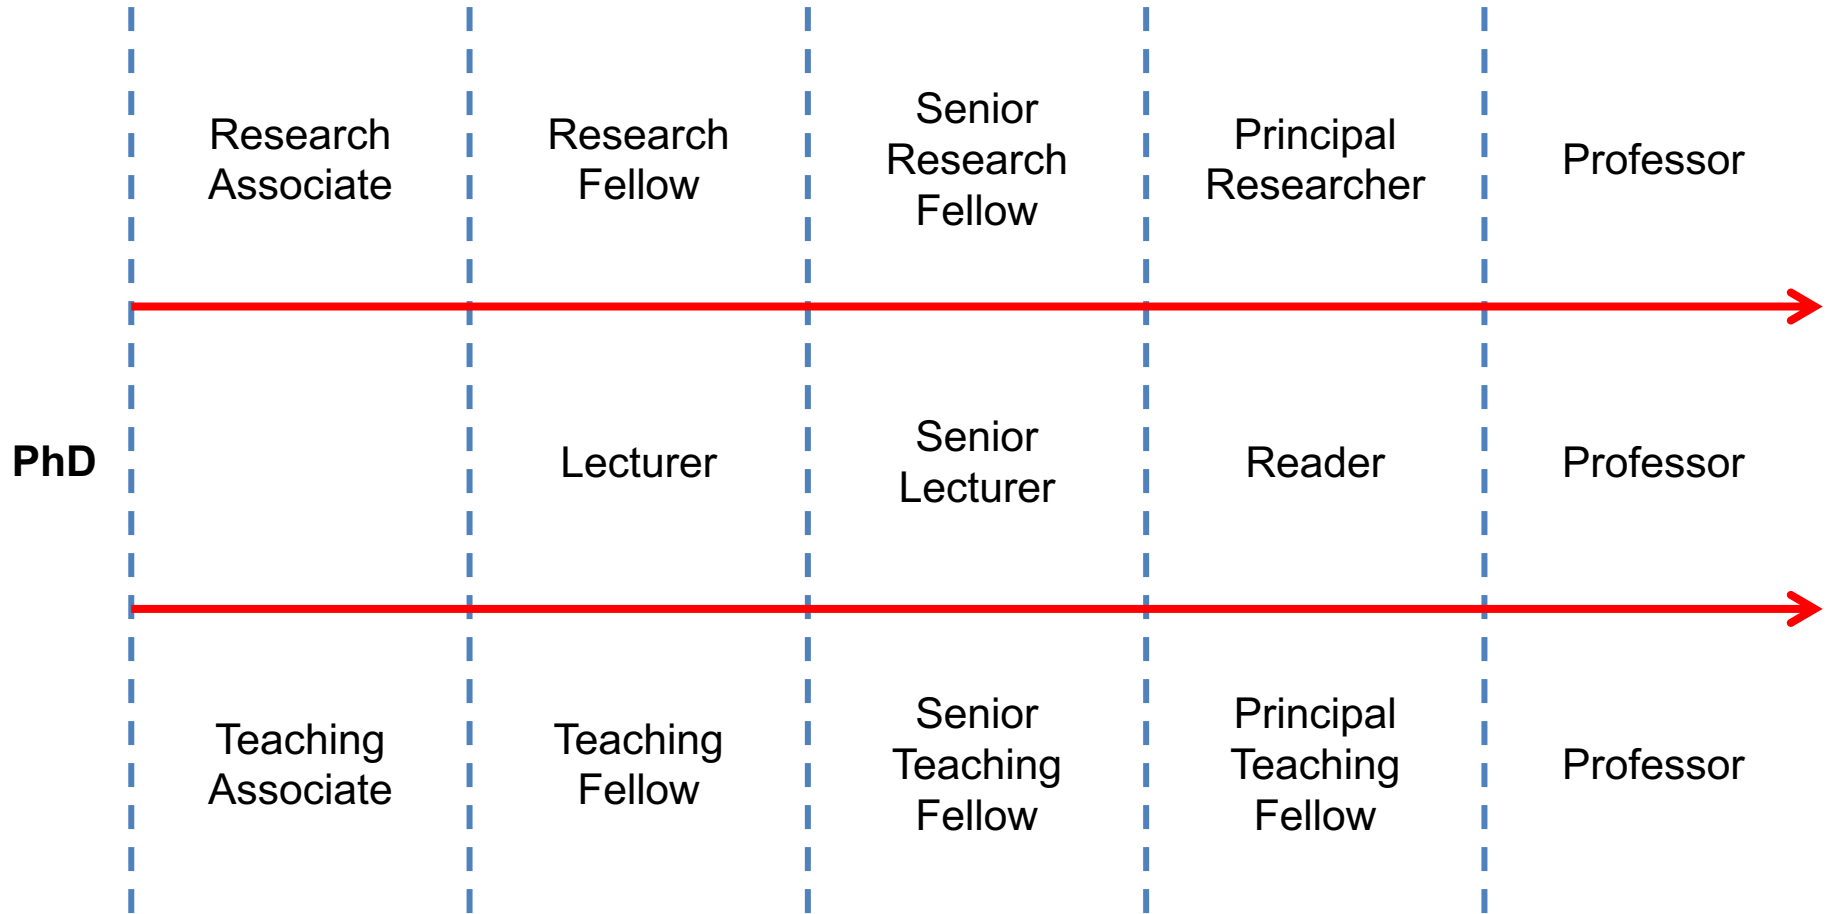 Research
Associate
Research
Fellow
Senior
Research
Fellow
Principal
Researcher
Professor
PhD
Lecturer
Senior
Lecturer
Reader
Professor
Teaching
Associate
Teaching
Fellow
Senior
Teaching
Fellow
Principal
Teaching
Fellow
Professor